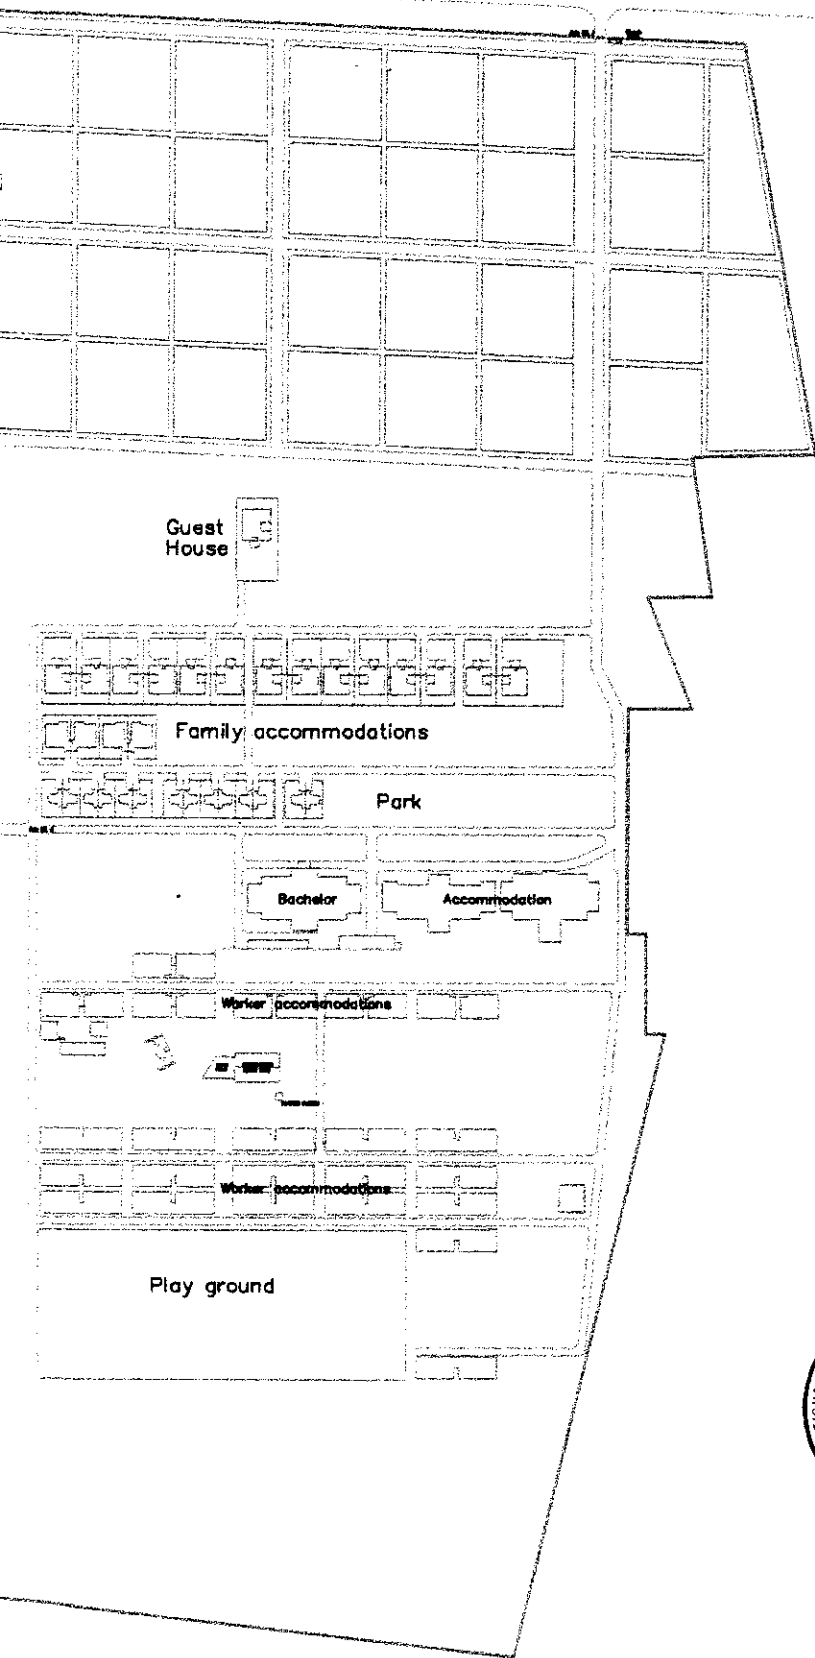 Guest
House
Family accommodations
Park
Bachelor
Accommodation
Worker accommodations
Worker accommodations
Play ground